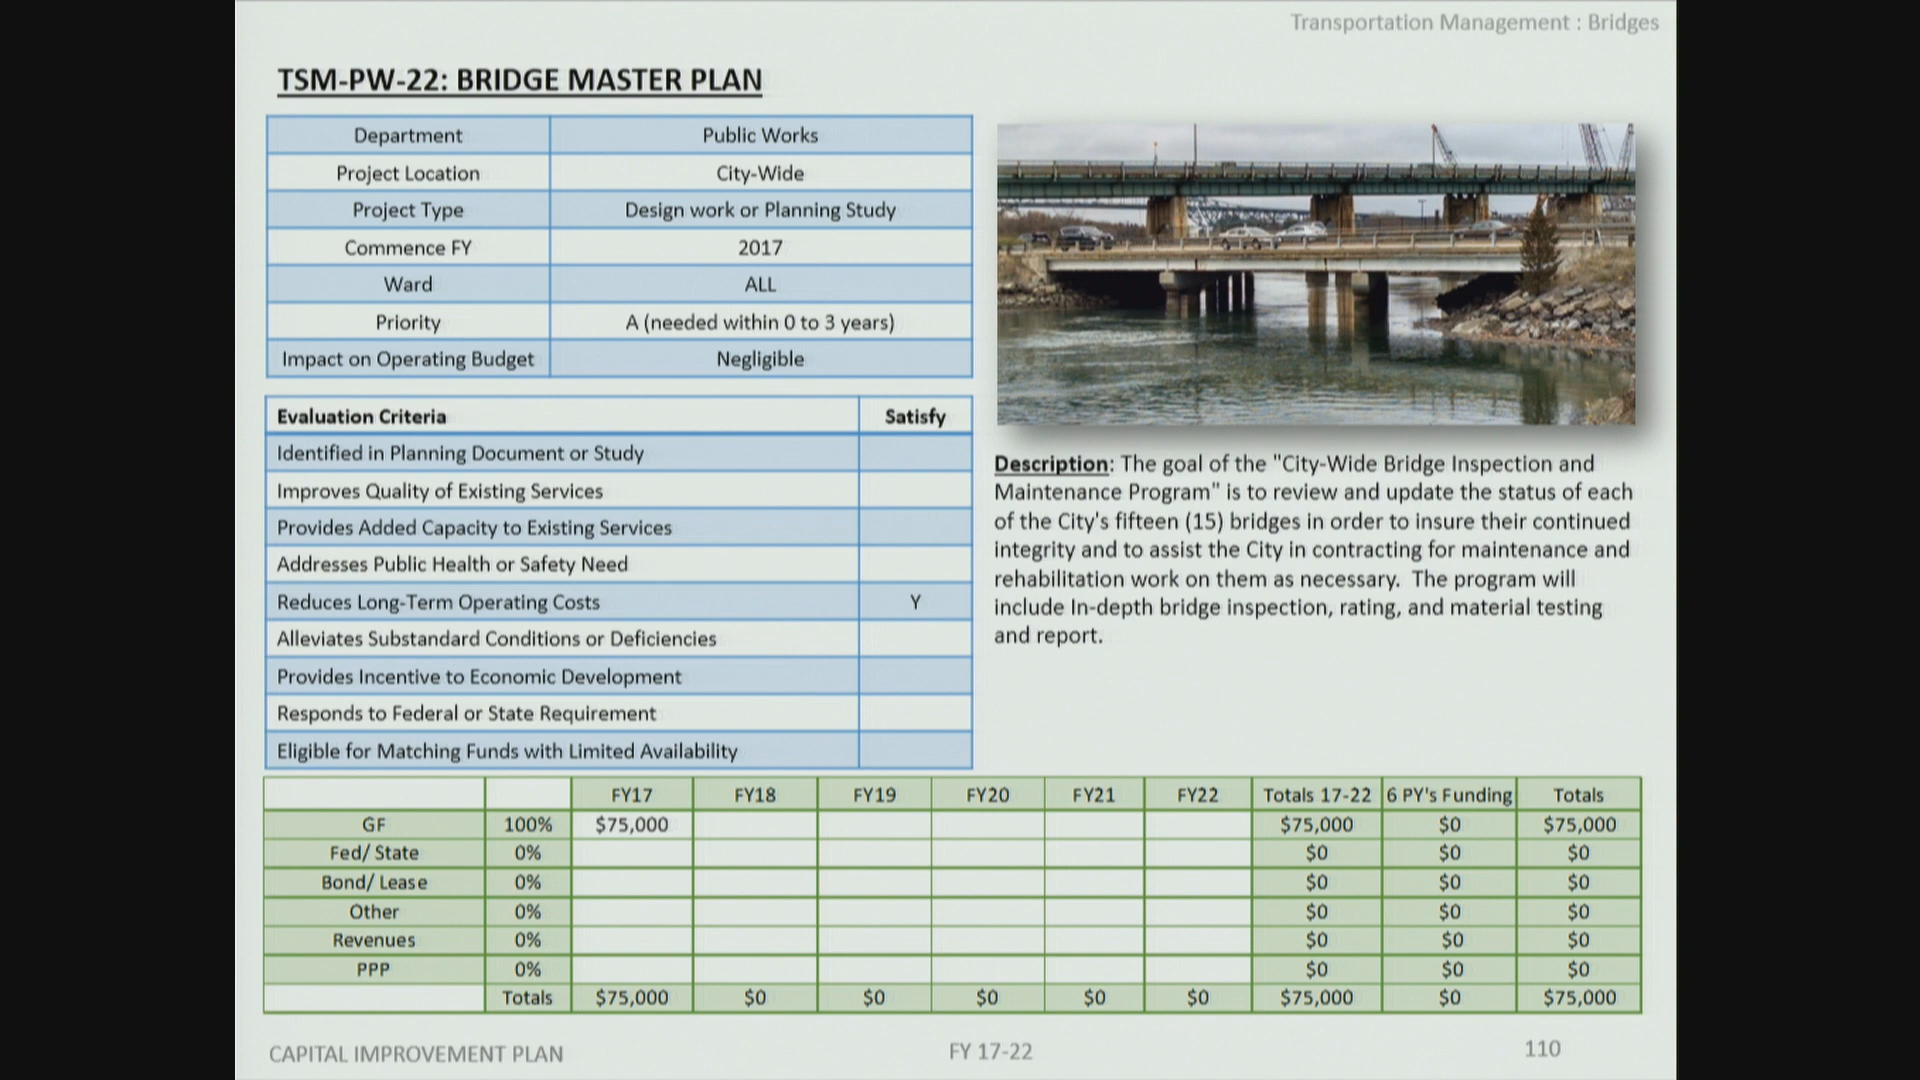 Transportation Management : Bridges
TSM-PW-22: BRIDGE MASTER PLAN
Department Public Works
Project Location City-Wide
Project Type Design work or Planning Study
Commence FY 2017
Ward ALL
Priority A (needed within 0 to 3 years)
Impact on Operating Budget Negligible
Evaluation Criteria Satisfy
Identified in Planning Document or Study
Improves Quality of Existing Services
Provides Added Capacity to Existing Services
Addresses Public Health or Safety Need
Reduces Long-Term Operating Costs Y
Alleviates Substandard Conditions or Deficiencies
Provides Incentive to Economic Development
Responds to Federal or State Requirement
Eligible for Matching Funds with Limited Availability
Description: The goal of the "City-Wide Bridge Inspection and
Maintenance Program" is to review and update the status of each
of the City's fifteen (15) bridges in order to insure their continued
integrity and to assist the City in contracting for maintenance and
rehabilitation work on them as necessary. The program will
include In-depth bridge inspection, rating, and material testing
and report.
FY17 FY18 FY19 FY20 FY21 FY22 Totals 17-22 6 PY's Funding Totals
GF 100% $75,000 $75,000 $0 $75,000
Fed/ State 0% $0 $0 $0
Bond/ Lease 0% $0 $0 $0
Other 0% $0 $0 $0
Revenues 0% $0 $0 $0
PPP 0% $0 $0 $0
Totals $75,000 $0 $0 $0 $0 $0 $75,000 $0 $75,000
CAPITAL IMPROVEMENT PLAN FY 17-22 110